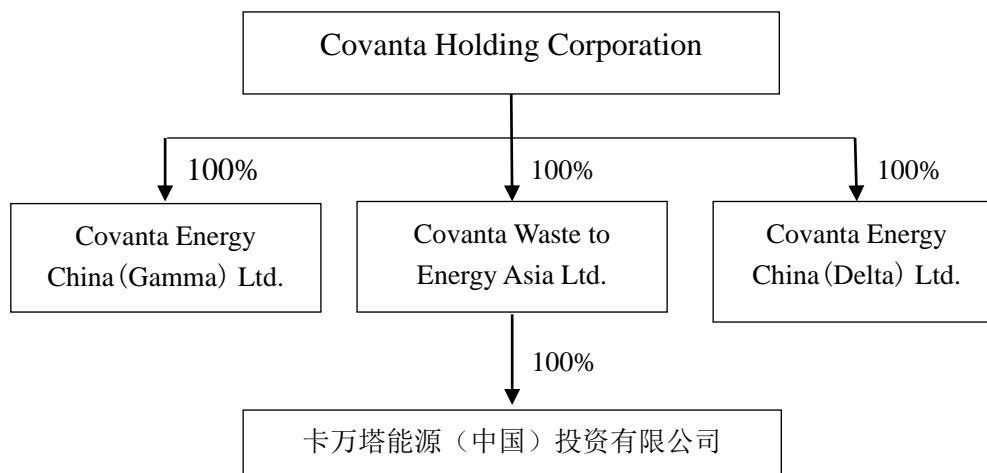 Covanta Holding Corporation
100%
100%
100%
Covanta Energy
China（Gamma）Ltd.
Covanta Waste to
Energy Asia Ltd.
Covanta Energy
China（Delta）Ltd.
100%
卡万塔能源（中国）投资有限公司